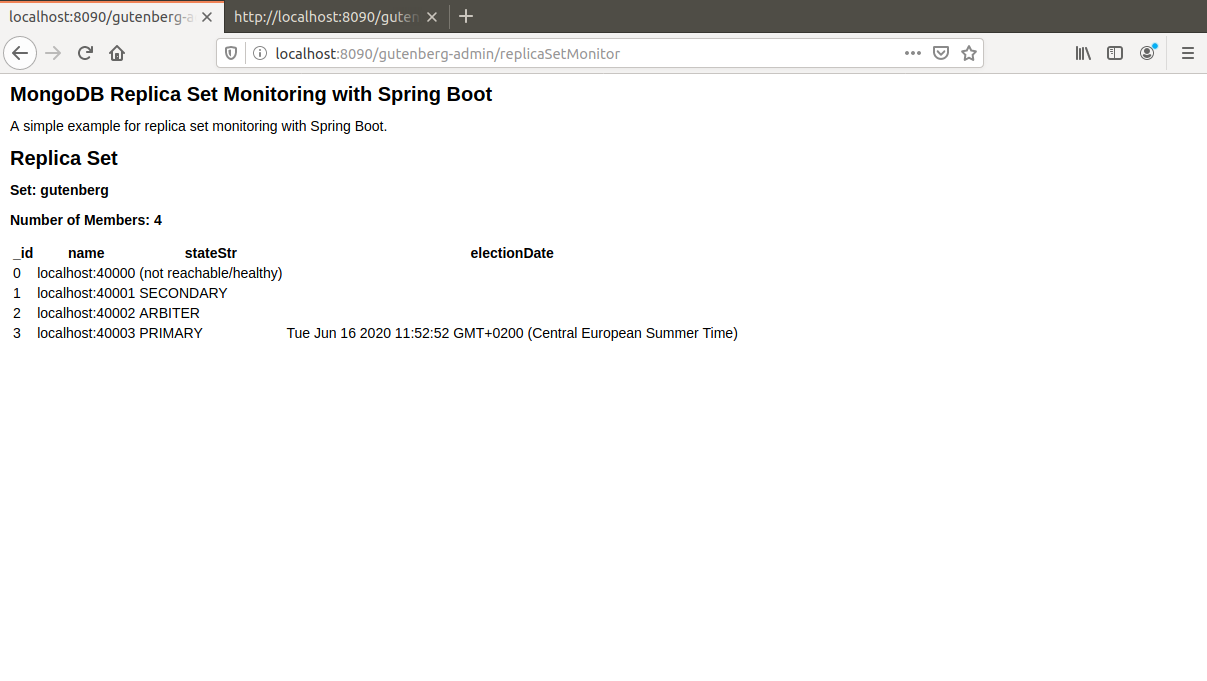 localhost:8090/gutenberg-a
http://localhost:8090/guten
localhost:8090/gutenberg-admin/replicaSetMonitor
MongoDB Replica Set Monitoring with Spring Boot
A simple example for replica set monitoring with Spring Boot.
Replica Set
Set: gutenberg
Number of Members: 4
_id name stateStr electionDate
0 localhost:40000 (not reachable/healthy)
1 localhost:40001 SECONDARY
2 localhost:40002 ARBITER
3 localhost:40003 PRIMARY Tue Jun 16 2020 11:52:52 GMT+0200 (Central European Summer Time)